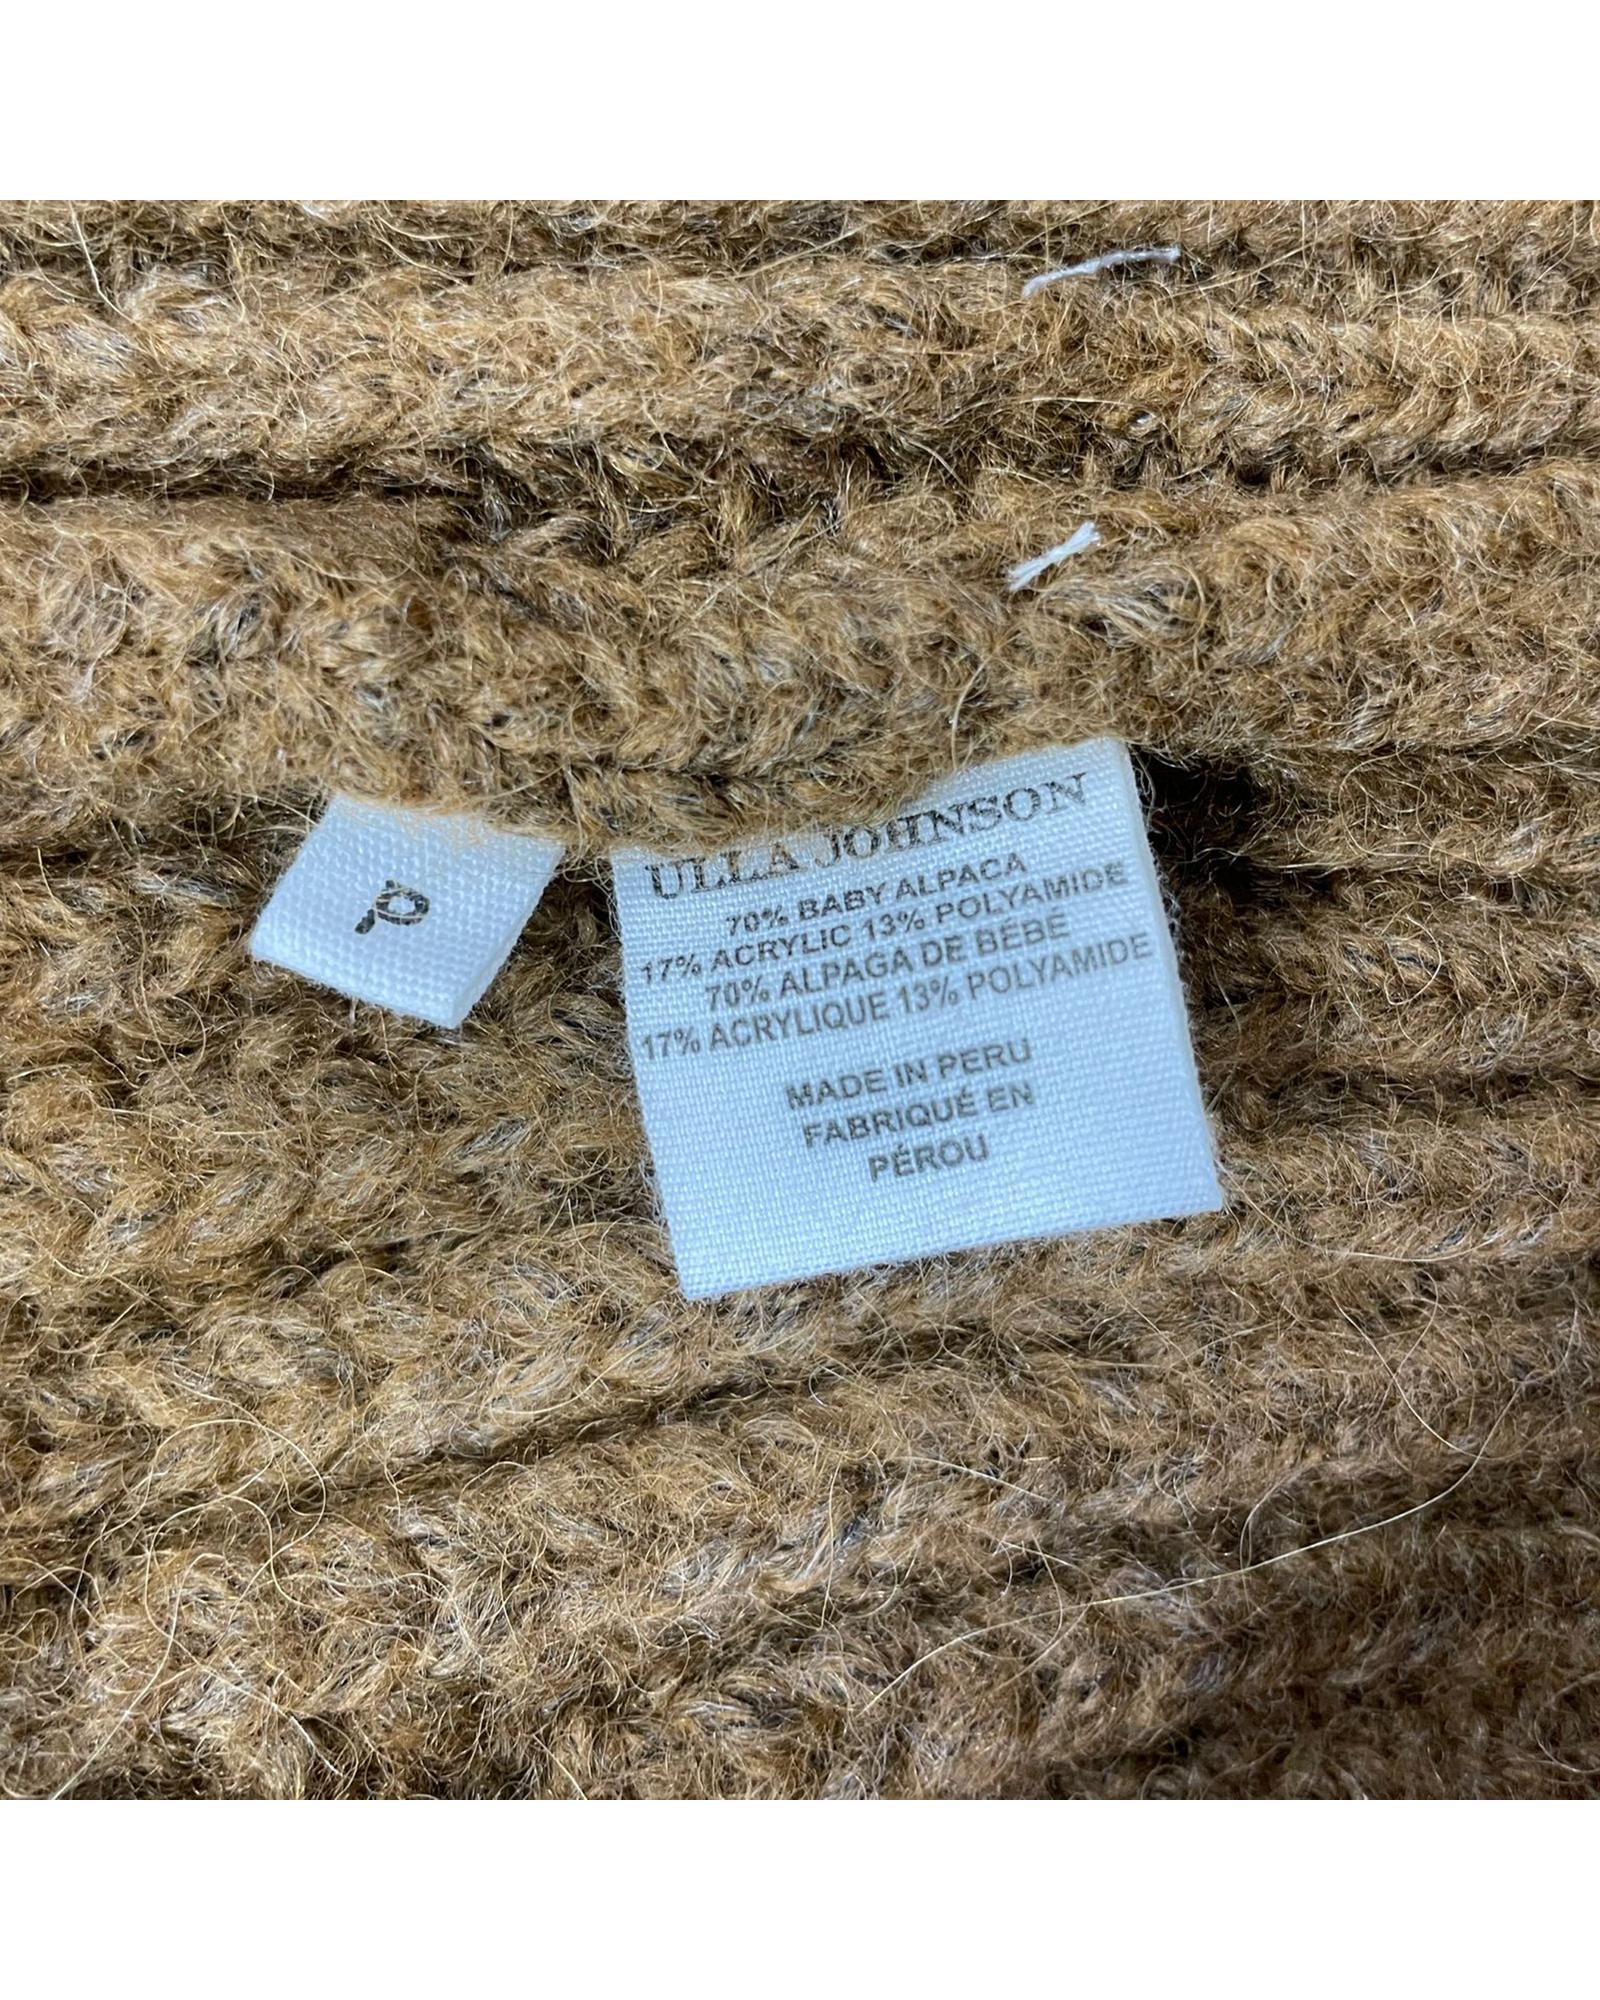 P
ULLA JOHNSON
70% BABY ALPACA
17% ACRYLIC 13% POLYAMIDE
70% ALPAGA DE BÉBÉ
17% ACRYLIQUE 13% POLYAMIDE
MADE IN PERU
FABRIQUÉ EN
PÉROU